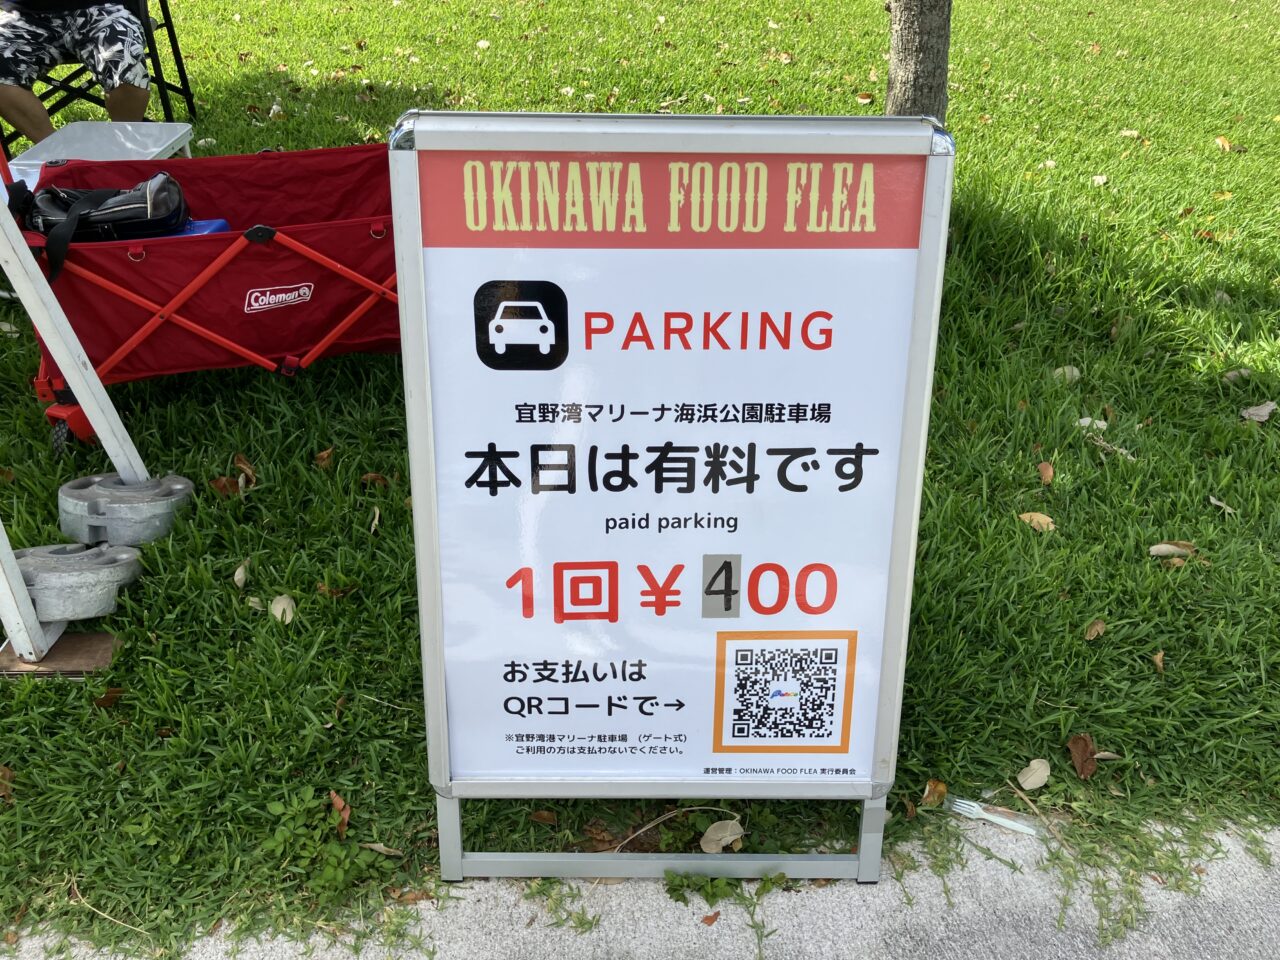 OKINAWA FOOD FLEA
PARKING
Coleman
宜野湾マリーナ海浜公園駐車場
本日は有料です
paid parking
1回¥400
お支払いは
QRコードで→
※宜野湾港マリーナ駐車場 (ゲート式)
ご利用の方は支払わないでください。
運営管理:OKINAWA FOOD FLEA 実行委員会